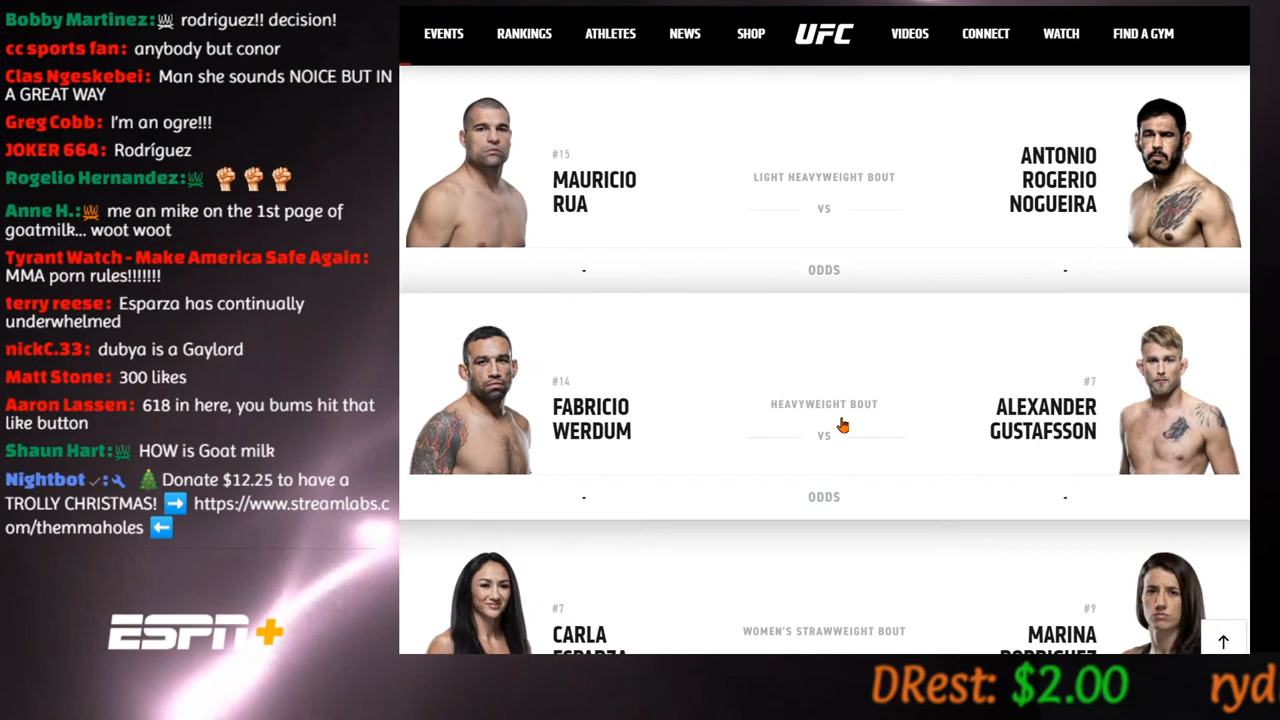 Bobby Martinez: rodriguez!! decision!
cc sports fan: anybody but conor
Clas Ngeskebei: Man she sounds NOICE BUT IN
A GREAT WAY
Greg Cobb: I'm an ogre!!!
JOKER 664: Rodríguez
Rogelio Hernandez: ✊🏻 ✊🏻 ✊🏻
Anne H.: me an mike on the 1st page of
goatmilk... woot woot
Tyrant Watch - Make America Safe Again:
MMA porn rules!!!!!!!
terry reese: Esparza has continually
underwhelmed
nickC.33: dubya is a Gaylord
Matt Stone: 300 likes
Aaron Lassen: 618 in here, you bums hit that
like button
Shaun Hart: HOW is Goat milk
Nightbot ✓: 🔧 🎄 Donate $12.25 to have a
TROLLY CHRISTMAS! ➡️ https://www.streamlabs.c
om/themmaholes ⬅️
ESPN+
EVENTS RANKINGS ATHLETES NEWS SHOP UFC VIDEOS CONNECT WATCH FIND A GYM
#15
MAURICIO
RUA
LIGHT HEAVYWEIGHT BOUT
VS
ANTONIO
ROGERIO
NOGUEIRA
- ODDS -
#14
FABRICIO
WERDUM
HEAVYWEIGHT BOUT
VS
#7
ALEXANDER
GUSTAFSSON
- ODDS -
#7
CARLA
ESPARZA
WOMEN'S STRAWWEIGHT BOUT
#9
MARINA
RODRIGUEZ
DRest: $2.00 ryd